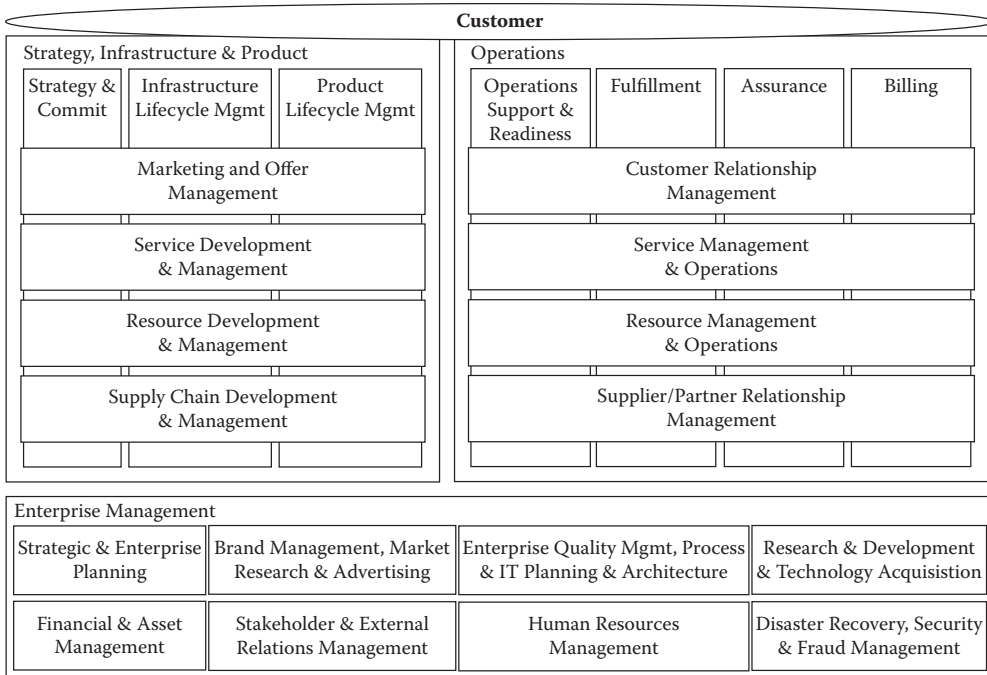 Customer
Strategy, Infrastructure & Product
Strategy &
Commit
Infrastructure
Lifecycle Mgmt
Product
Lifecycle Mgmt
Marketing and Offer
Management
Service Development
& Management
Resource Development
& Management
Supply Chain Development
& Management
Operations
Operations
Support &
Readiness
Fulfillment
Assurance
Billing
Customer Relationship
Management
Service Management
& Operations
Resource Management
& Operations
Supplier/Partner Relationship
Management
Enterprise Management
Strategic & Enterprise
Planning
Brand Management, Market
Research & Advertising
Enterprise Quality Mgmt, Process
& IT Planning & Architecture
Research & Development
& Technology Acquisistion
Financial & Asset
Management
Stakeholder & External
Relations Management
Human Resources
Management
Disaster Recovery, Security
& Fraud Management